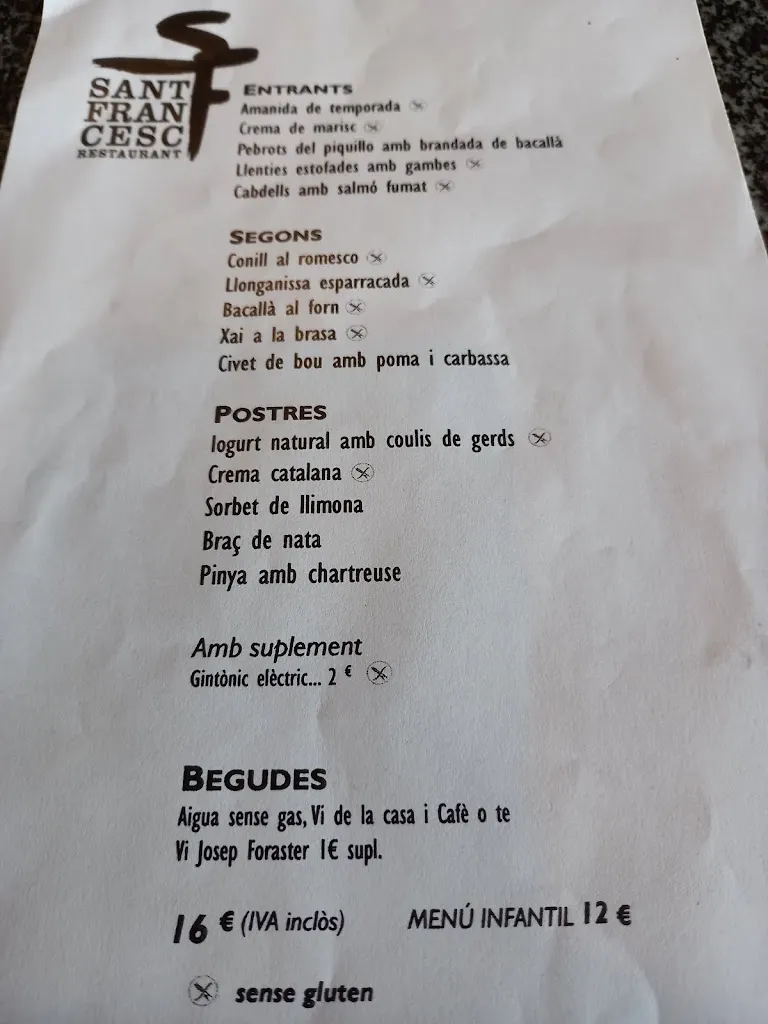 SF
SANT
FRAN
CESC
RESTAURANT
ENTRANTS
Amanida de temporada
Crema de marisc
Pebrots del piquillo amb brandada de bacallà
Llenties estofades amb gambes
Cabdells amb salmó fumat
SEGONS
Conill al romesco
Llonganissa esparracada
Bacallà al forn
Xai a la brasa
Civet de bou amb poma i carbassa
POSTRES
Iogurt natural amb coulis de gerds
Crema catalana
Sorbet de llimona
Braç de nata
Pinya amb chartreuse
Amb suplement
Gintònic elèctric... 2 €
BEGUDES
Aigua sense gas, Vi de la casa i Cafè o te
Vi Josep Foraster 1€ supl.
16 € (IVA inclòs) MENÚ INFANTIL 12 €
sense gluten